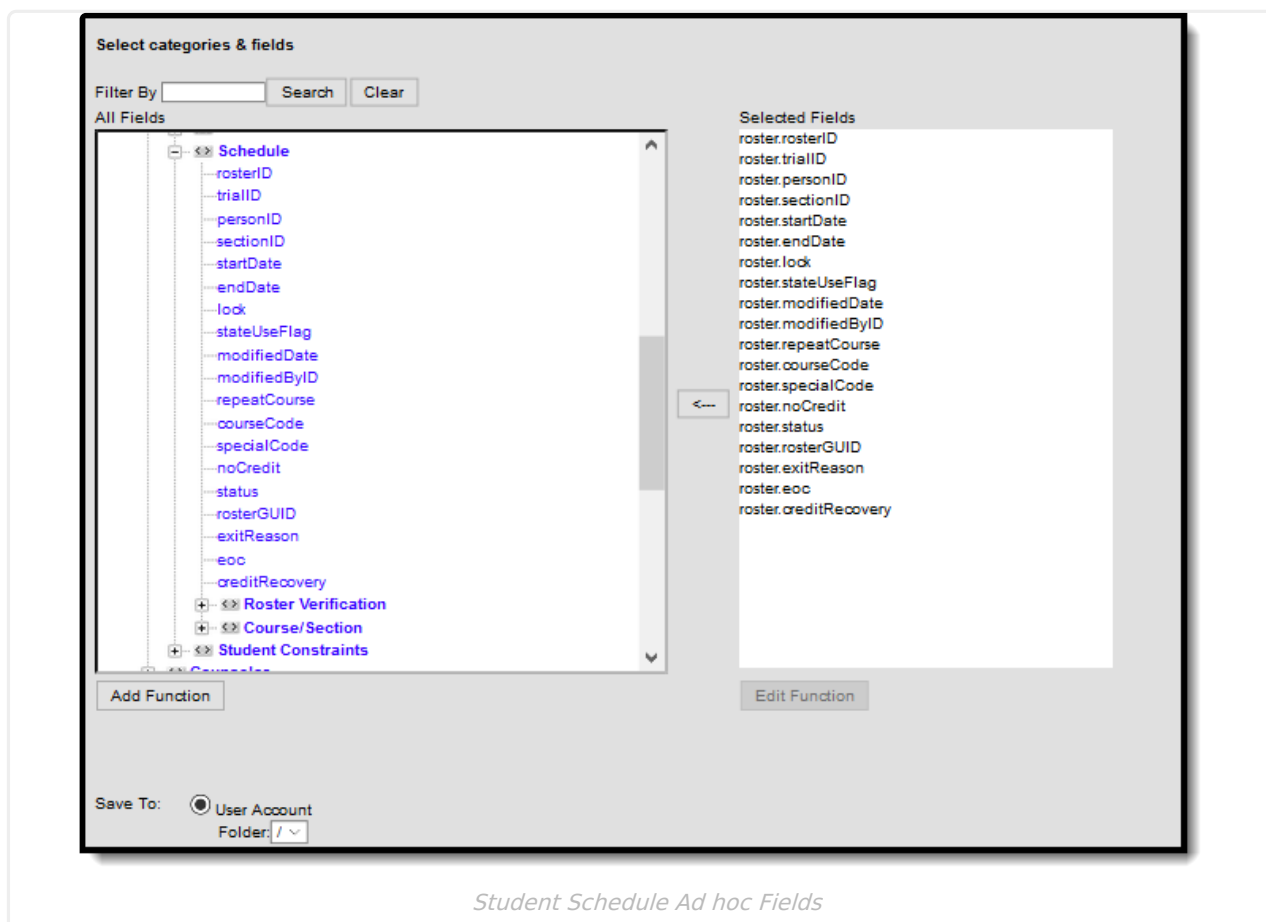 Select categories & fields
Filter By
Search
Clear
All Fields
Schedule
rosterID
trialID
personID
sectionID
startDate
endDate
lock
stateUseFlag
modifiedDate
modifiedByID
repeatCourse
courseCode
specialCode
noCredit
status
rosterGUID
exitReason
eoc
creditRecovery
Roster Verification
Course/Section
Student Constraints
<---
Selected Fields
roster.rosterID
roster.trialID
roster.personID
roster.sectionID
roster.startDate
roster.endDate
roster.lock
roster.stateUseFlag
roster.modifiedDate
roster.modifiedByID
roster.repeatCourse
roster.courseCode
roster.specialCode
roster.noCredit
roster.status
roster.rosterGUID
roster.exitReason
roster.eoc
roster.creditRecovery
Add Function
Edit Function
Save To:
User Account
Folder: /
Student Schedule Ad hoc Fields